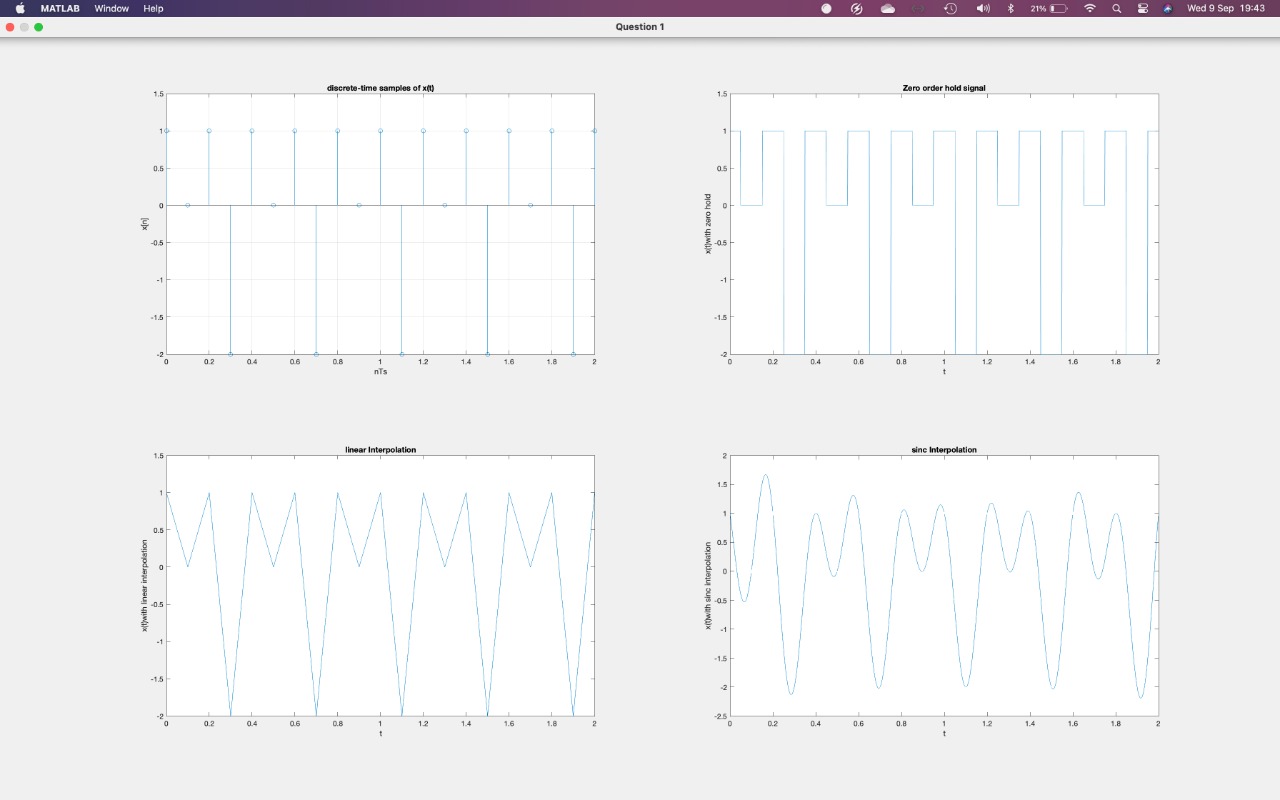 MATLAB Window Help
21% Wed 9 Sep 19:43
Question 1
discrete-time samples of x(t)
1.5
1
0.5
0
-0.5
-1
-1.5
-2
x[n]
0 0.2 0.4 0.6 0.8 1 1.2 1.4 1.6 1.8 2
nTs
Zero order hold signal
1.5
1
0.5
0
-0.5
-1
-1.5
-2
x(t)with zero hold
0 0.2 0.4 0.6 0.8 1 1.2 1.4 1.6 1.8 2
t
linear Interpolation
1.5
1
0.5
0
-0.5
-1
-1.5
-2
x(t)with linear interpolation
0 0.2 0.4 0.6 0.8 1 1.2 1.4 1.6 1.8 2
t
sinc Interpolation
2
1.5
1
0.5
0
-0.5
-1
-1.5
-2
-2.5
x(t)with sinc interpolation
0 0.2 0.4 0.6 0.8 1 1.2 1.4 1.6 1.8 2
t